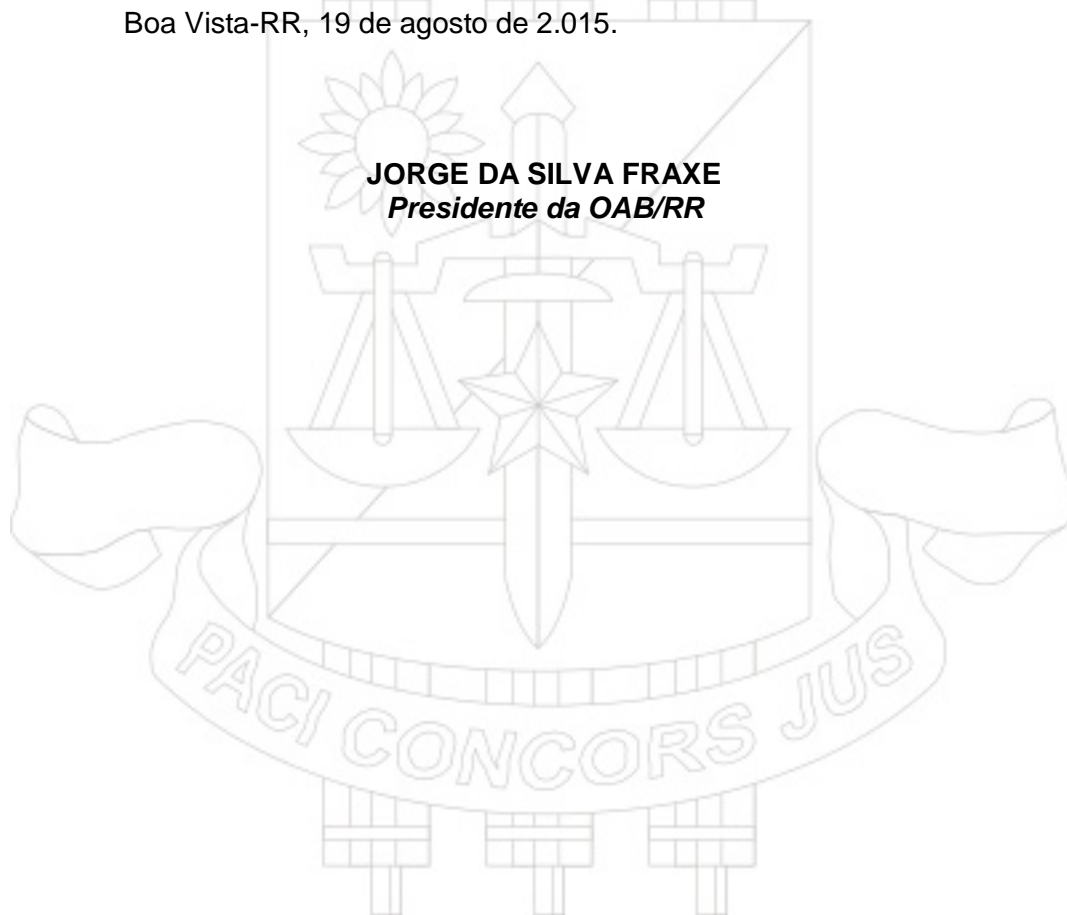 Boa Vista-RR, 19 de agosto de 2.015.
JORGE DA SILVA FRAXE
Presidente da OAB/RR
PACI CONCORS JUS